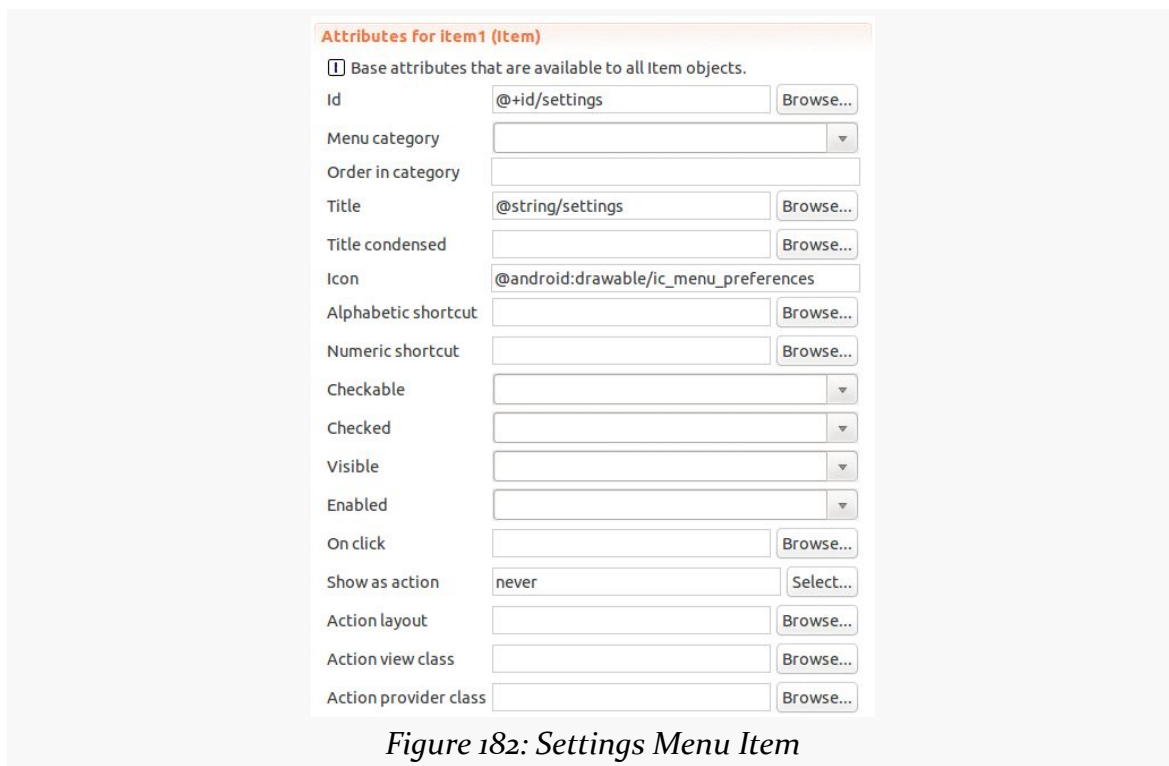 Attributes for item1 (Item)
I Base attributes that are available to all Item objects.
Id @+id/settings Browse...
Menu category
Order in category
Title @string/settings Browse...
Title condensed Browse...
Icon @android:drawable/ic_menu_preferences
Alphabetic shortcut Browse...
Numeric shortcut Browse...
Checkable
Checked
Visible
Enabled
On click Browse...
Show as action never Select...
Action layout Browse...
Action view class Browse...
Action provider class Browse...
Figure 182: Settings Menu Item